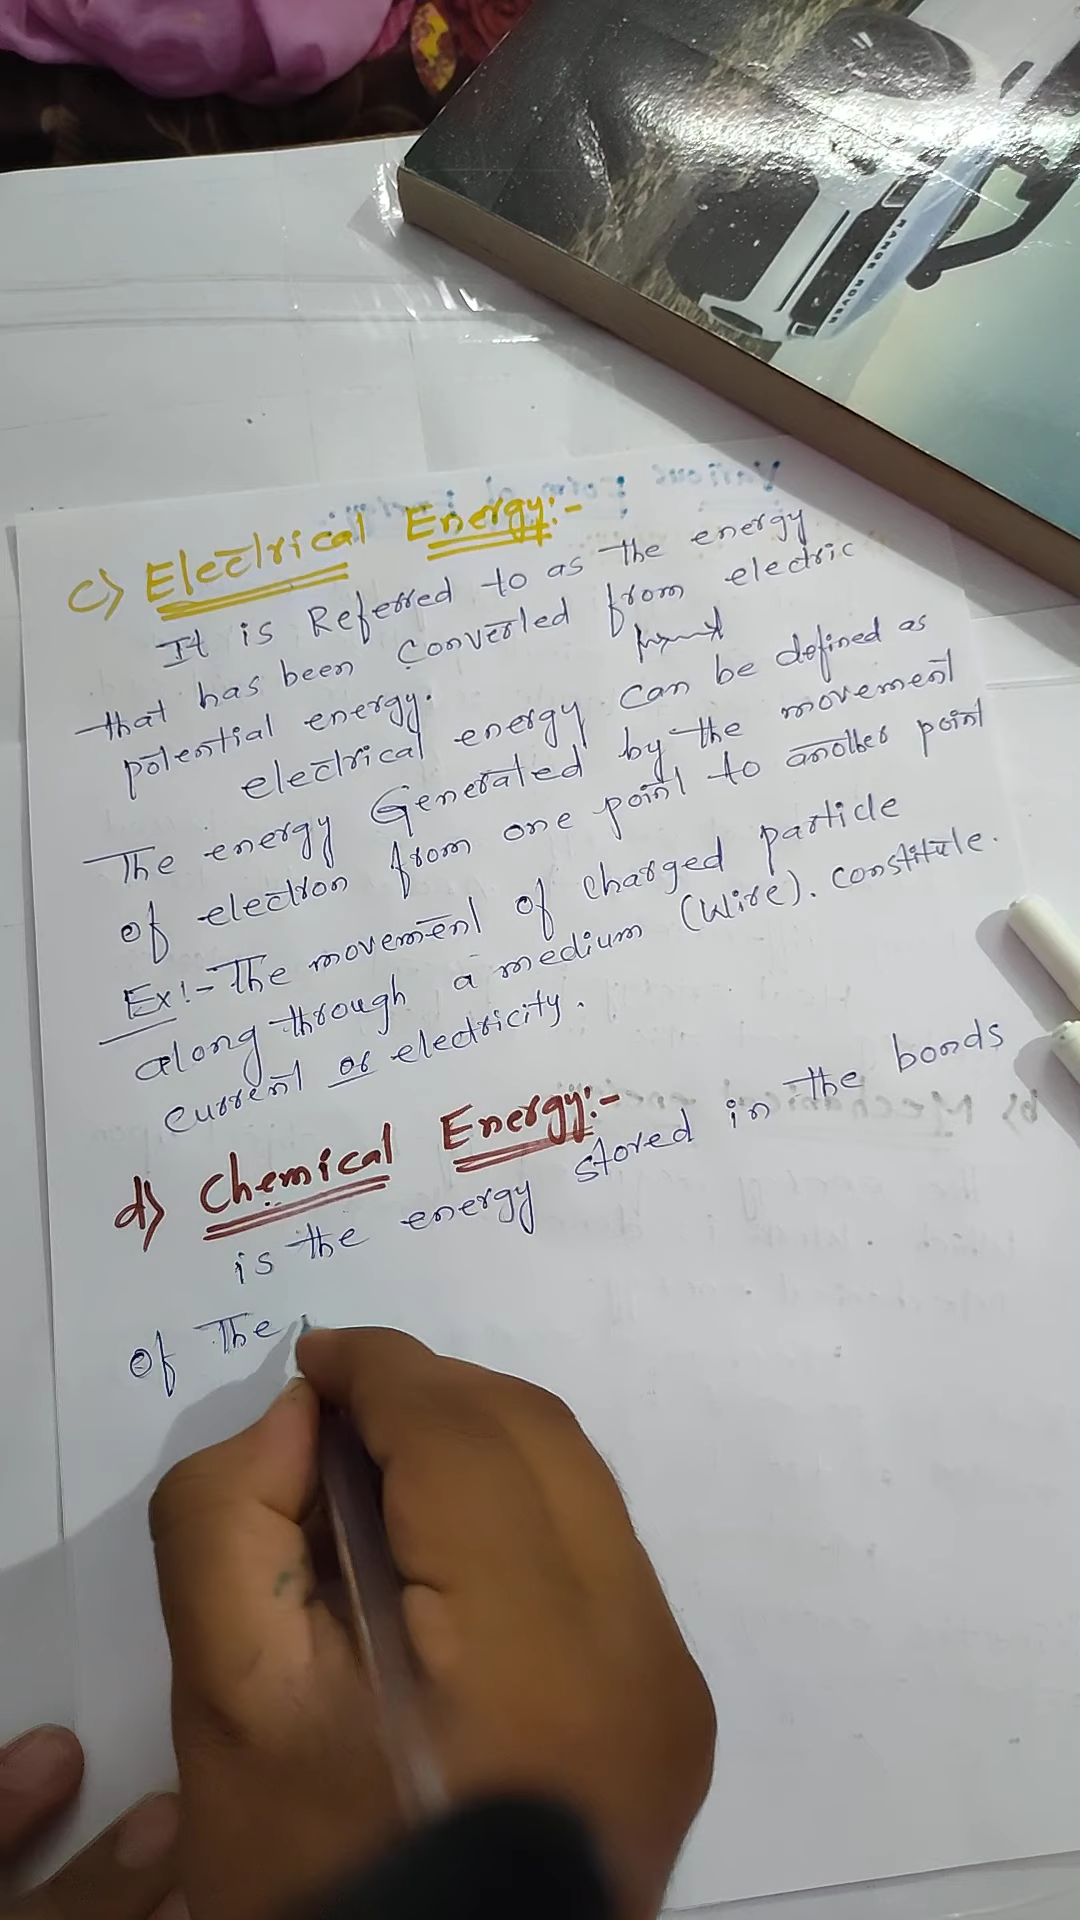 RANGE ROVER
c) Electrical Energy:-
It is Referred to as the energy
that has been converted from electric
potential energy.
electrical energy can be defined as
The energy Generated by the movement
of electron from one point to another point
Ex:- The movement of charged particle
along through a medium (Wire). constitute.
current or electricity.
d) Chemical Energy:-
is the energy stored in the bonds
of The